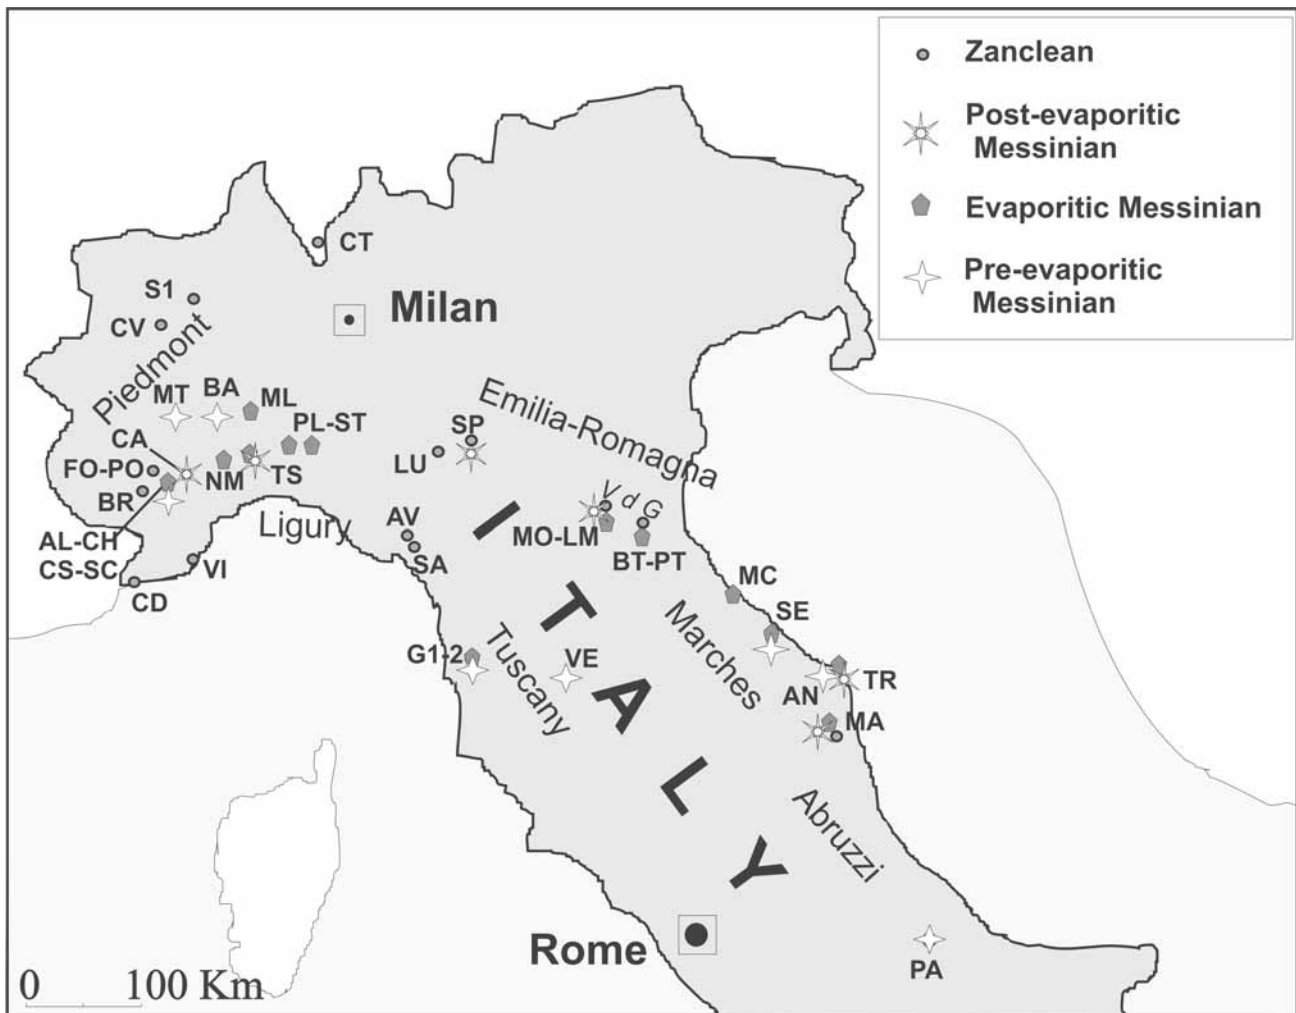 Zanclean
Post-evaporitic
Messinian
Evaporitic Messinian
Pre-evaporitic
Messinian
CT
S1
Milan
CV
Piedmont
MT
BA
ML
Emilia-Romagna
PL-ST
SP
CA
LU
FO-PO
NM
TS
BR
V d G
Ligury
AV
MO-LM
AL-CH
BT-PT
SA
CS-SC
VI
MC
CD
SE
Marches
ITALY
G1-2
Tuscany
VE
AN
TR
MA
Abruzzi
Rome
PA
0 100 Km